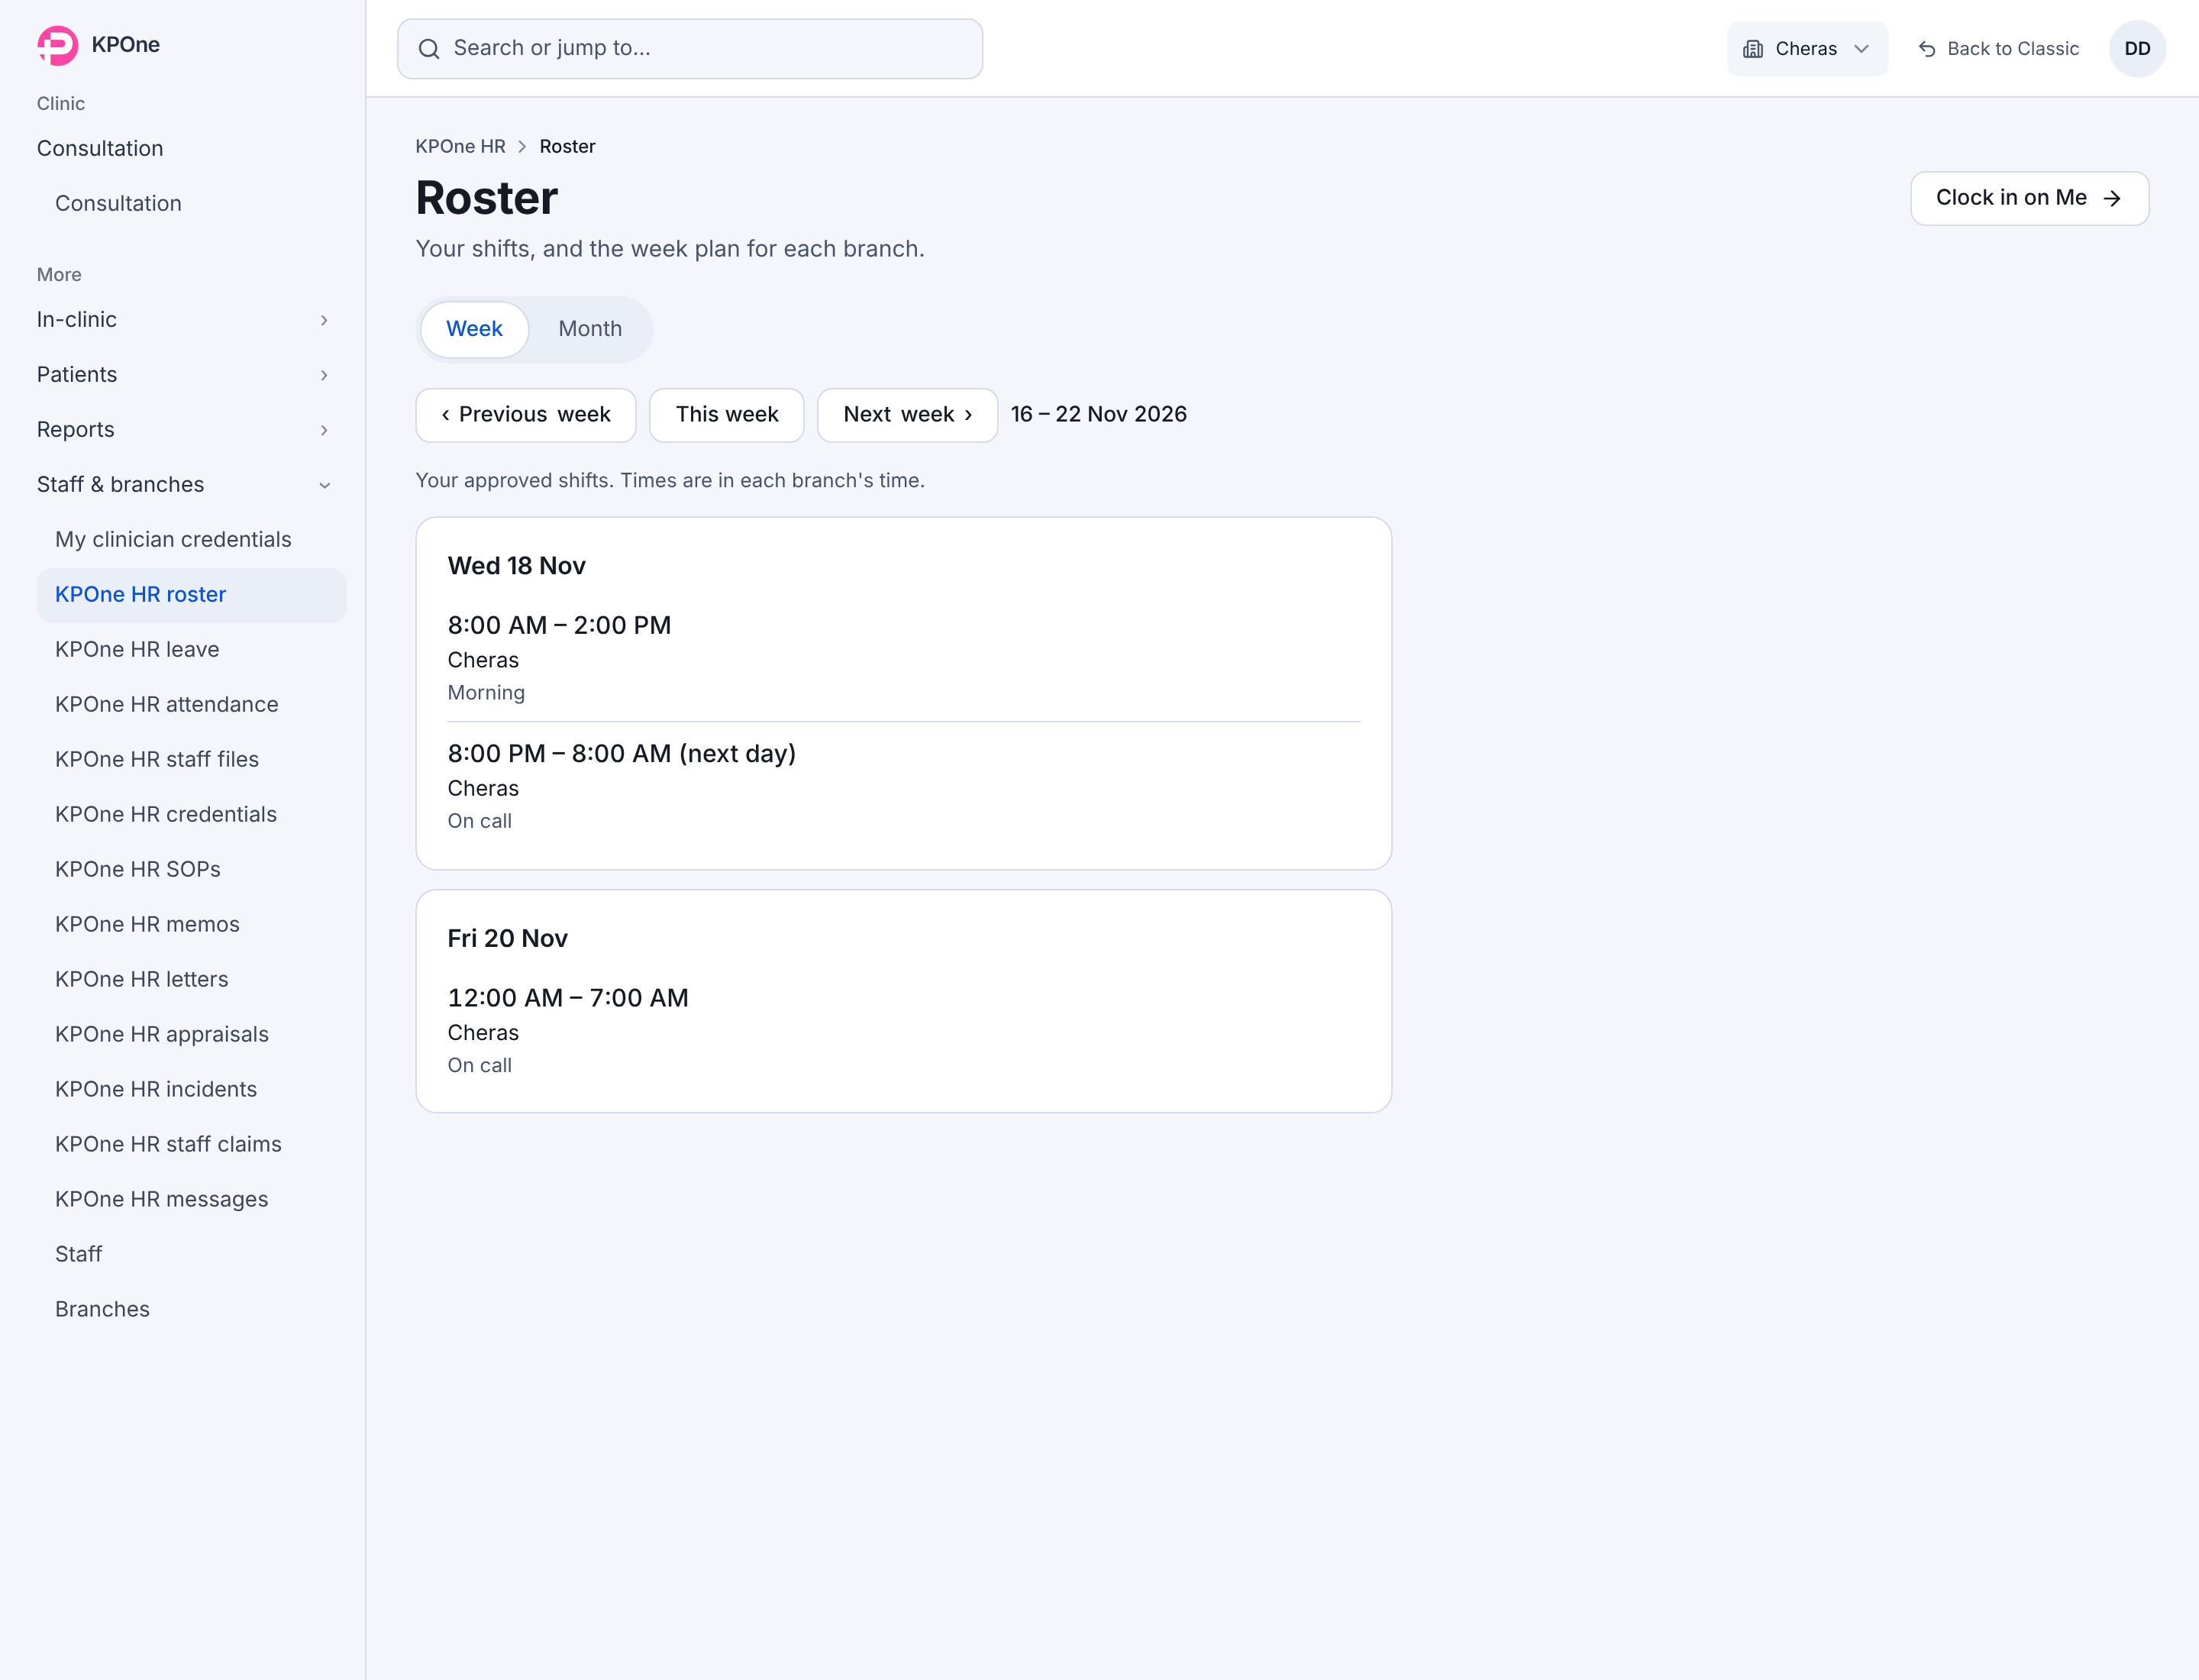 KPOne
Clinic
Consultation
Consultation
More
In-clinic
Patients
Reports
Staff & branches
My clinician credentials
KPOne HR roster
KPOne HR leave
KPOne HR attendance
KPOne HR staff files
KPOne HR credentials
KPOne HR SOPs
KPOne HR memos
KPOne HR letters
KPOne HR appraisals
KPOne HR incidents
KPOne HR staff claims
KPOne HR messages
Staff
Branches
Search or jump to...
Cheras
Back to Classic
DD
KPOne HR > Roster
Roster
Clock in on Me →
Your shifts, and the week plan for each branch.
Week Month
‹ Previous week This week Next week › 16 – 22 Nov 2026
Your approved shifts. Times are in each branch's time.
Wed 18 Nov
8:00 AM – 2:00 PM
Cheras
Morning
8:00 PM – 8:00 AM (next day)
Cheras
On call
Fri 20 Nov
12:00 AM – 7:00 AM
Cheras
On call